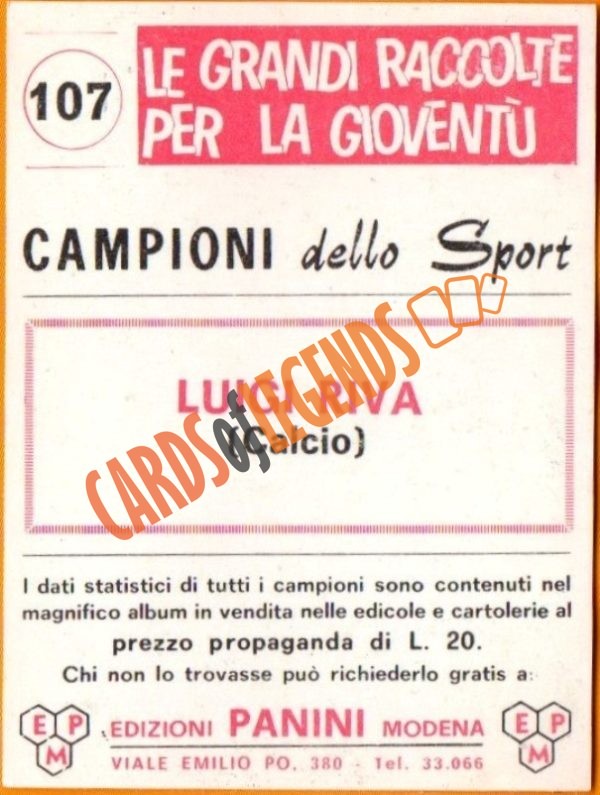 107
LE GRANDI RACCOLTE
PER LA GIOVENTÙ
CAMPIONI dello Sport
LUIGI RIVA
(Calcio)
CARDS of LEGENDS
I dati statistici di tutti i campioni sono contenuti nel
magnifico album in vendita nelle edicole e cartolerie al
prezzo propaganda di L. 20.
Chi non lo trovasse può richiederlo gratis a:
EPM EDIZIONI PANINI MODENA EPM
VIALE EMILIO PO, 380 - Tel. 33.066